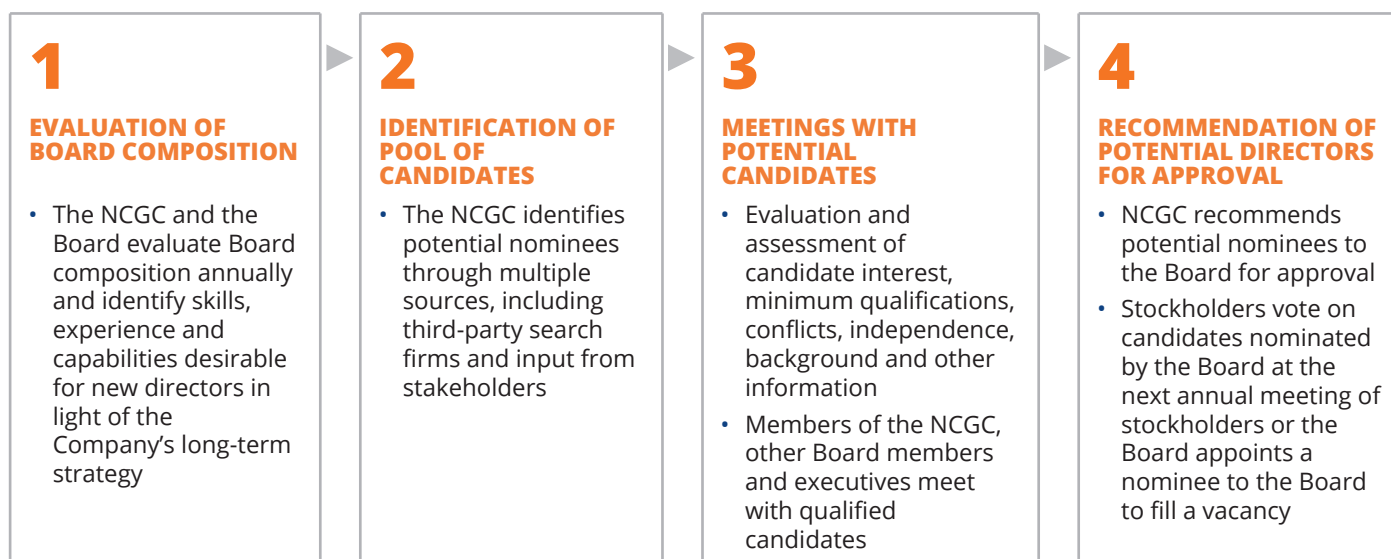 1
EVALUATION OF
BOARD COMPOSITION
• The NCGC and the
Board evaluate Board
composition annually
and identify skills,
experience and
capabilities desirable
for new directors in
light of the
Company’s long-term
strategy
2
IDENTIFICATION OF
POOL OF
CANDIDATES
• The NCGC identifies
potential nominees
through multiple
sources, including
third-party search
firms and input from
stakeholders
3
MEETINGS WITH
POTENTIAL
CANDIDATES
• Evaluation and
assessment of
candidate interest,
minimum qualifications,
conflicts, independence,
background and other
information
• Members of the NCGC,
other Board members
and executives meet
with qualified
candidates
4
RECOMMENDATION OF
POTENTIAL DIRECTORS
FOR APPROVAL
• NCGC recommends
potential nominees to
the Board for approval
• Stockholders vote on
candidates nominated
by the Board at the
next annual meeting of
stockholders or the
Board appoints a
nominee to the Board
to fill a vacancy